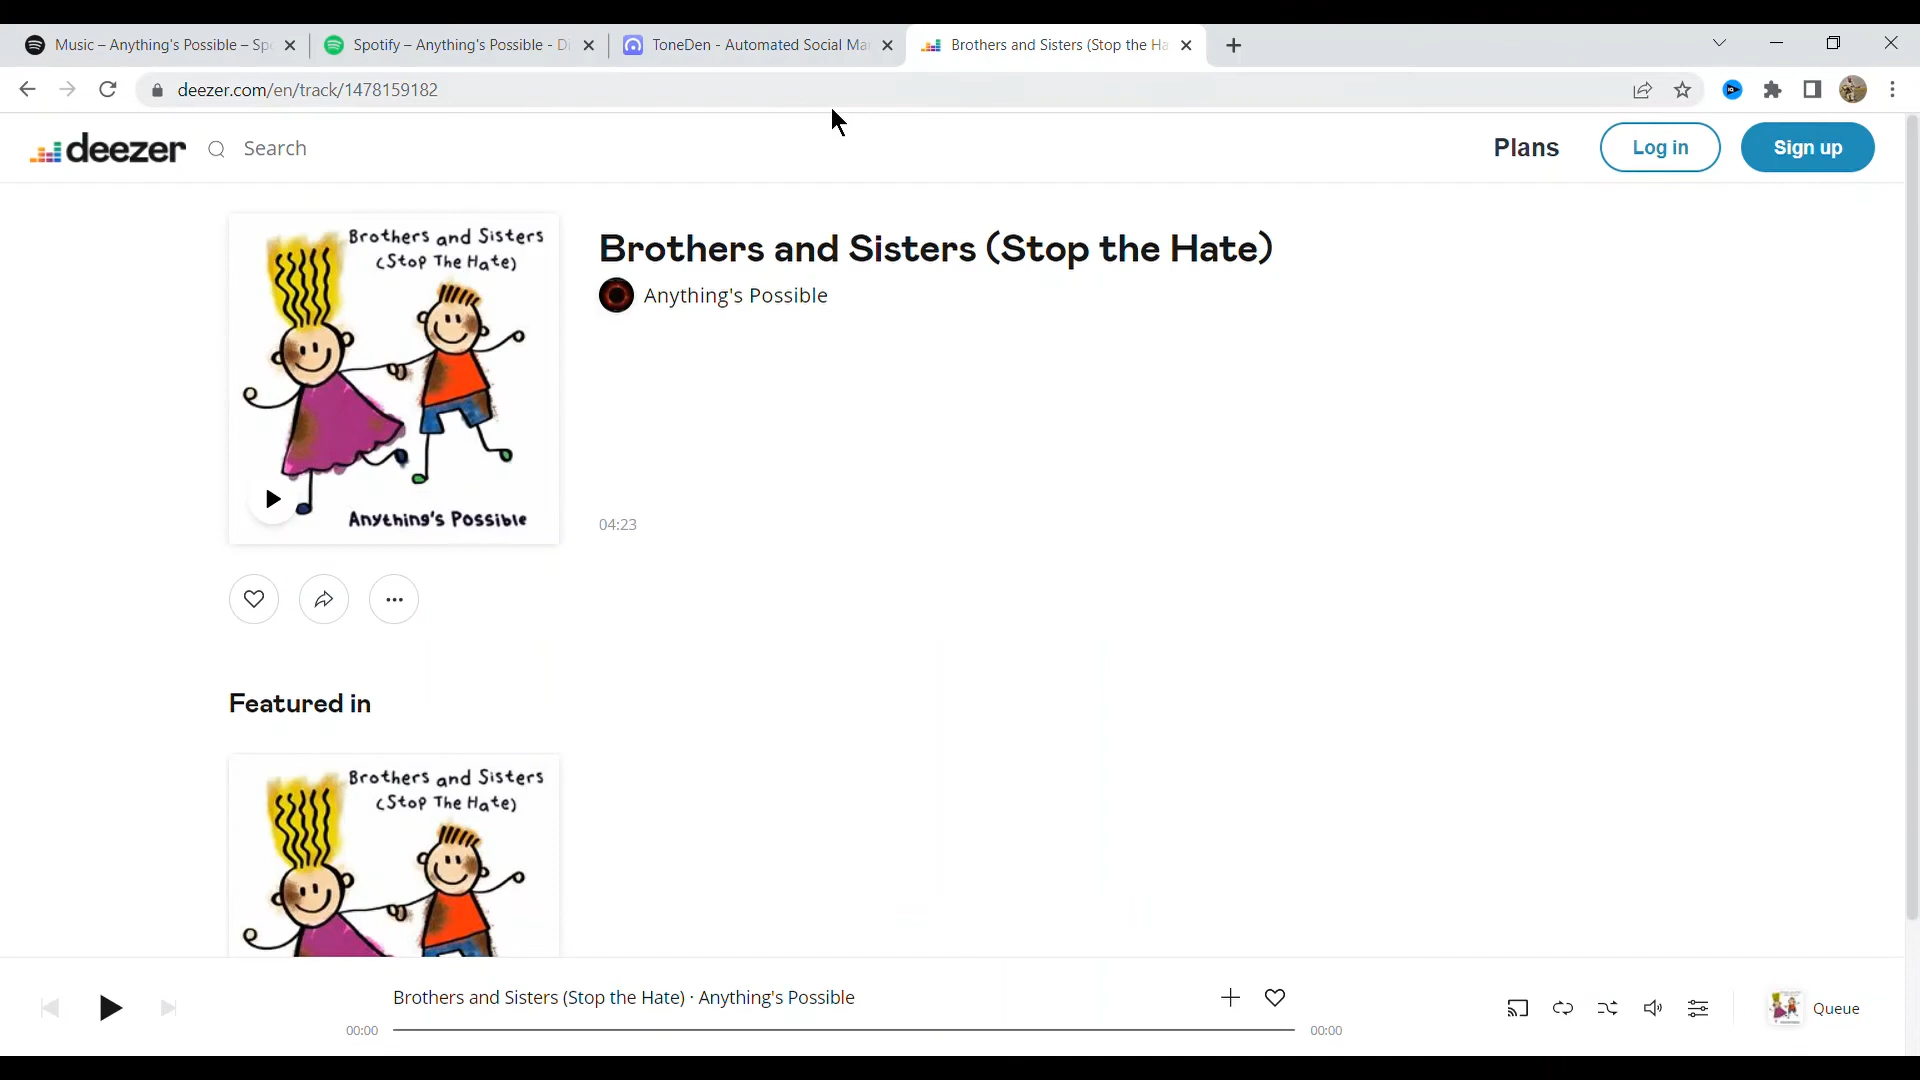 Music – Anything's Possible – Sp
Spotify – Anything's Possible - Di
ToneDen - Automated Social Mar
Brothers and Sisters (Stop the Ha
deezer.com/en/track/1478159182
deezer
Search
Plans
Log in
Sign up
Brothers and Sisters
(Stop The Hate)
Anything's Possible
Brothers and Sisters (Stop the Hate)
Anything's Possible
04:23
Featured in
Brothers and Sisters
(Stop The Hate)
Brothers and Sisters (Stop the Hate) · Anything's Possible
00:00
00:00
Queue